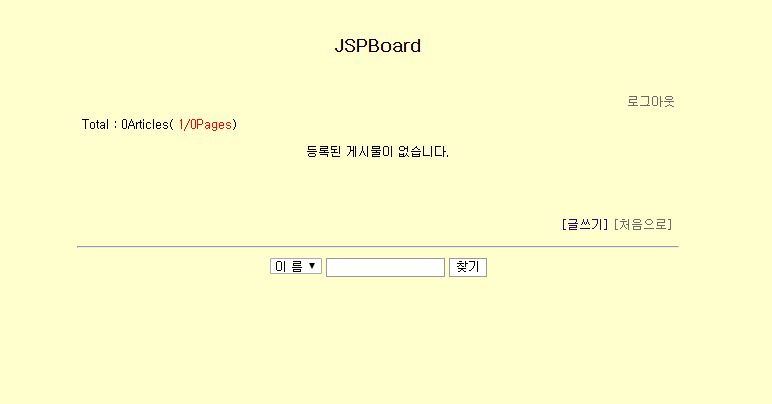 JSPBoard
로그아웃
Total : 0Articles( 1/0Pages)
등록된 게시물이 없습니다.
[글쓰기] [처음으로]
이 름 ▼ 찾기